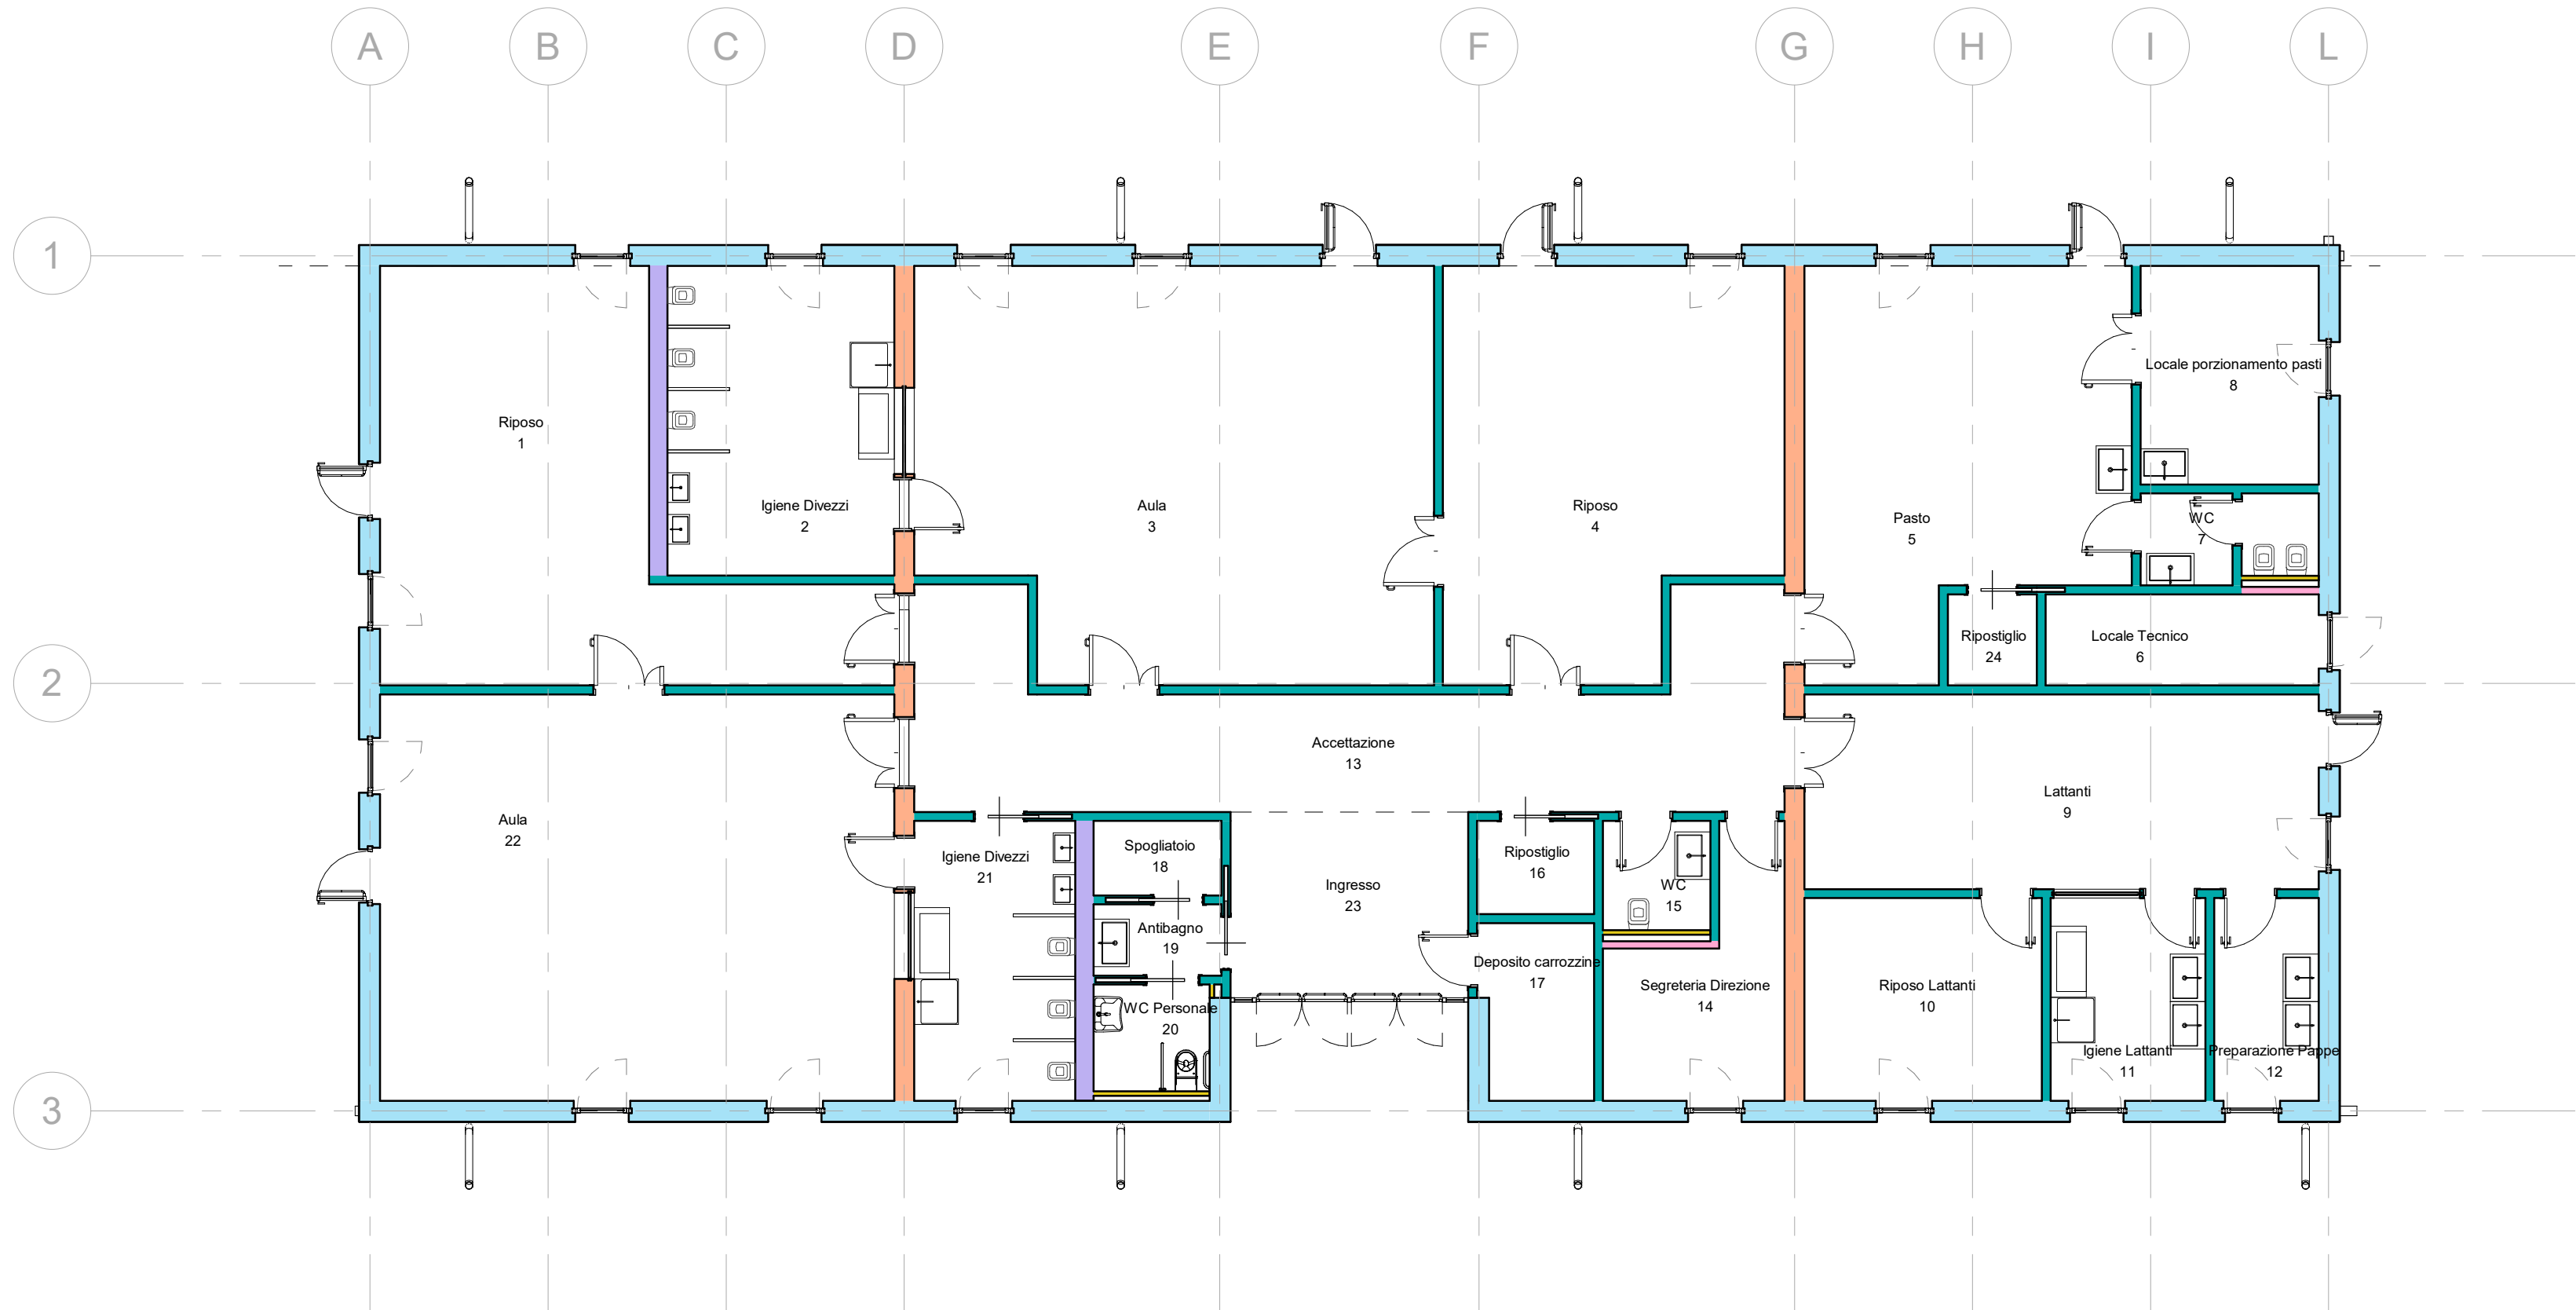 A B C D E F G H I L
1
Locale porzionamento pasti
8
Riposo
1
Igiene Divezzi
2
Aula
3
Riposo
4
Pasto
5
WC
7
Ripostiglio
24
Locale Tecnico
6
2
Accettazione
13
Lattanti
9
Aula
22
Igiene Divezzi
21
Spogliatoio
18
Ripostiglio
16
Ingresso
23
WC
15
Antibagno
19
Deposito carrozzine
17
Segreteria Direzione
14
Riposo Lattanti
10
WC Personale
20
Igiene Lattanti
11
Preparazione Pappe
12
3